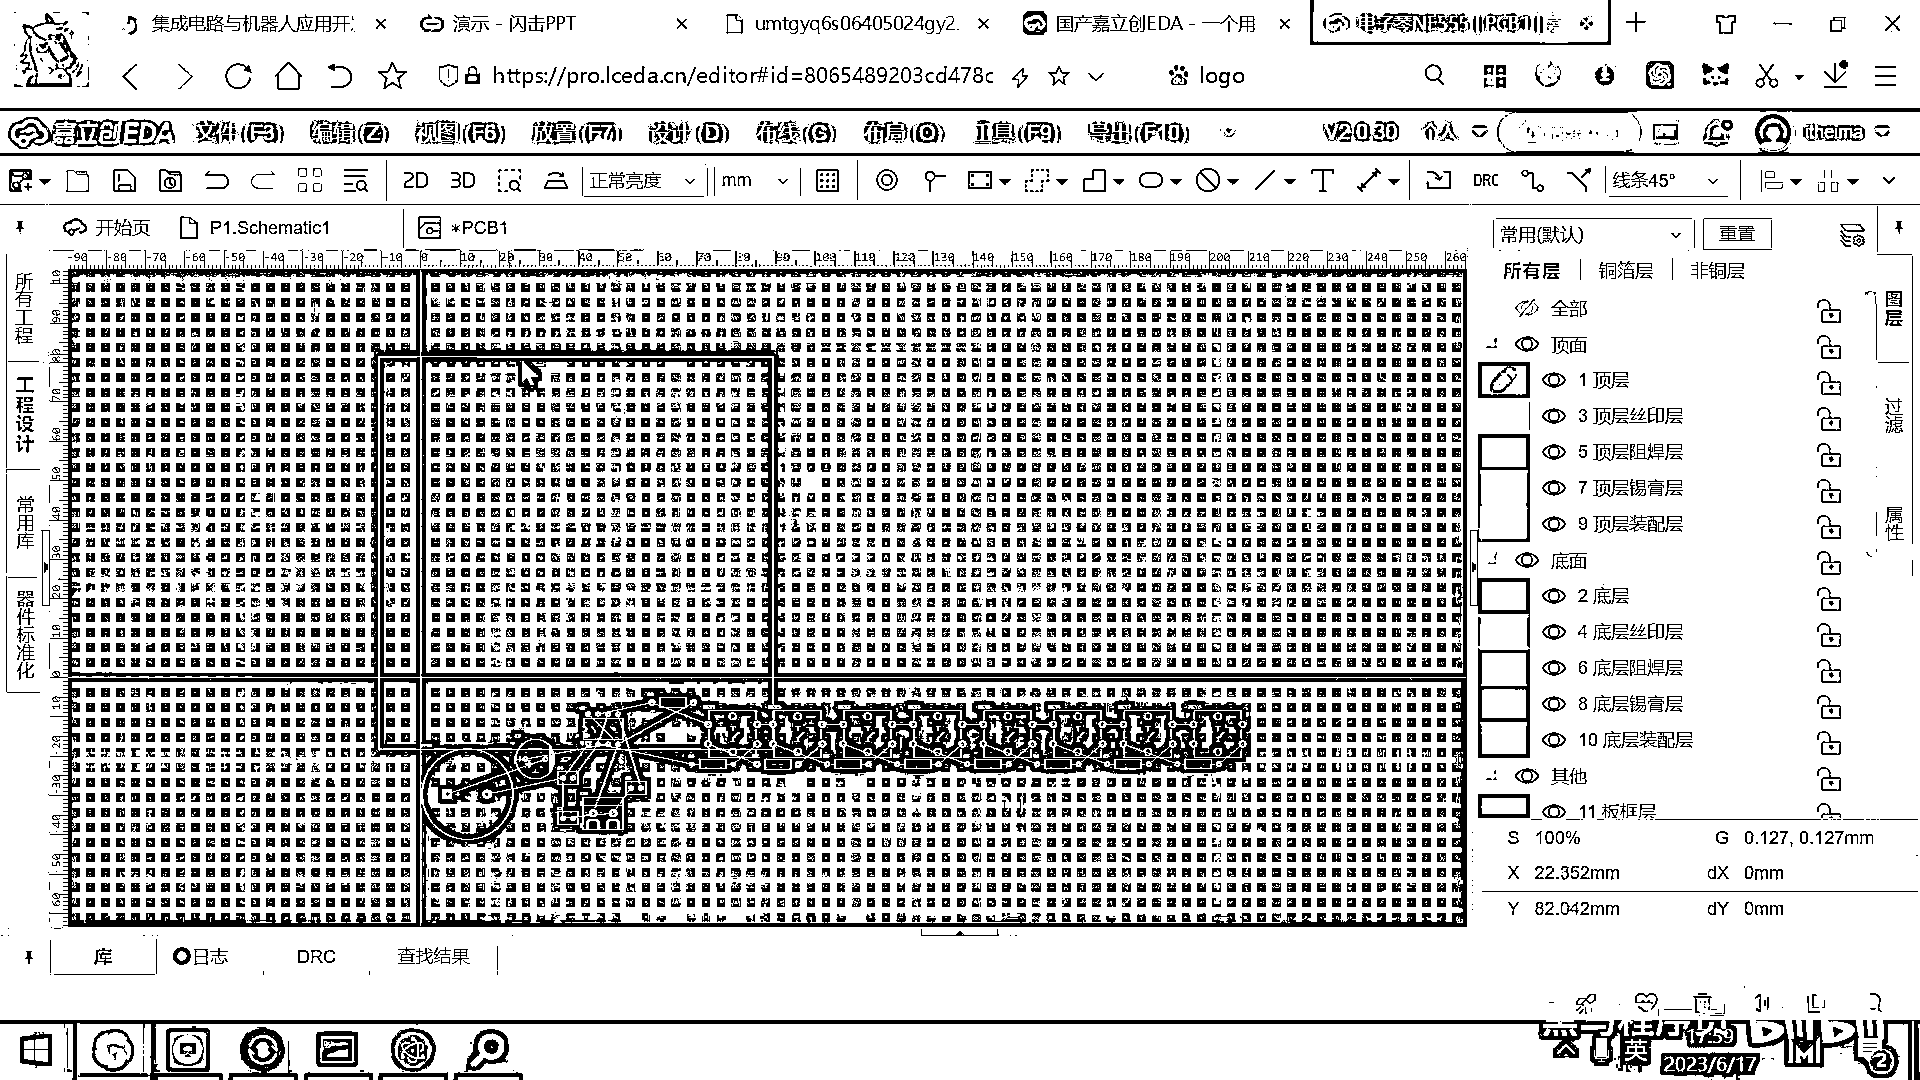 集成电路与机器人应用开发
演示 - 闪击PPT
umtgyq6s06405024gy2.
国产嘉立创EDA - 一个用
https://pro.lceda.cn/editor#id=8065489203cd478c
logo
嘉立创EDA 文件(F3) 编辑(Z) 视图(F6) 放置(F7) 设计(D) 布线(G) 布局(Q) 工具(F9) 导出(F10) V2.0.30 个人 ithema
2D 3D 正常亮度 mm DRC 线条45°
开始页 P1.Schematic1 *PCB1
常用(默认) 重置
所有层 铜箔层 非铜层
全部
顶面
1 顶层
3 顶层丝印层
5 顶层阻焊层
7 顶层锡膏层
9 顶层装配层
底面
2 底层
4 底层丝印层
6 底层阻焊层
8 底层锡膏层
10 底层装配层
其他
11 板框层
S 100% G 0.127, 0.127mm
X 22.352mm dX 0mm
Y 82.042mm dY 0mm
所有工程
工程设计
常用库
器件标准化
图层
过滤
属性
库 日志 DRC 查找结果
英
17:59
2023/6/17